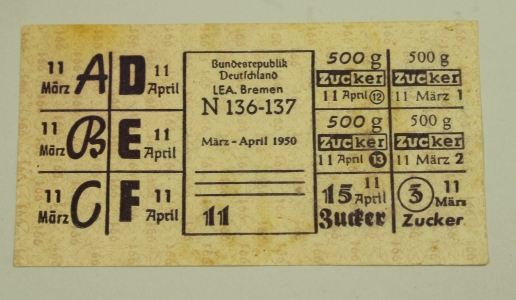 11 März A
D 11 April
11 März B
E 11 April
11 März C
F 11 April
Bundesrepublik
Deutschland
LEA. Bremen
N 136-137
März - April 1950
11
500 g
Zucker
11 April 12
500 g
Zucker
11 März 1
500 g
Zucker
11 April 13
500 g
Zucker
11 März 2
15 11 April
Zucker
5 11 März
Zucker